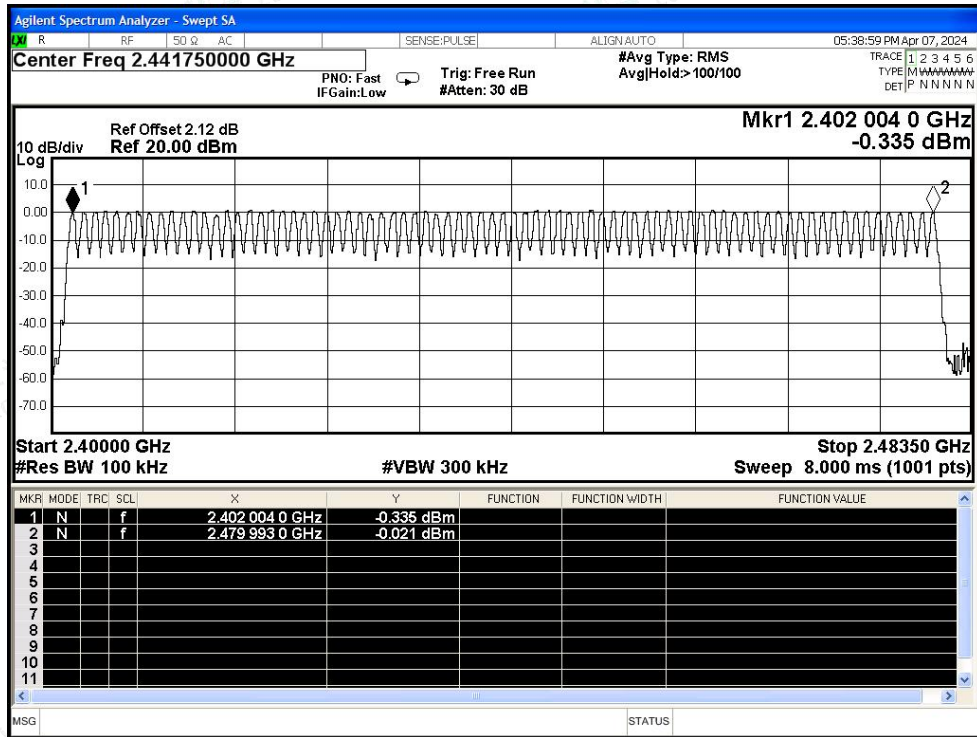 Agilent Spectrum Analyzer - Swept SA
LXI R RF 50 Ω AC SENSE:PULSE ALIGN AUTO 05:38:59 PM Apr 07, 2024
Center Freq 2.441750000 GHz
PNO: Fast
IFGain:Low
Trig: Free Run
#Atten: 30 dB
#Avg Type: RMS
Avg|Hold:>100/100
TRACE 1 2 3 4 5 6
TYPE M
DET P N N N N N
Mkr1 2.402 004 0 GHz
-0.335 dBm
Ref Offset 2.12 dB
10 dB/div Ref 20.00 dBm
Log
10.0
0.00
-10.0
-20.0
-30.0
-40.0
-50.0
-60.0
-70.0
1
2
Start 2.40000 GHz Stop 2.48350 GHz
#Res BW 100 kHz #VBW 300 kHz Sweep 8.000 ms (1001 pts)
MKR MODE TRC SCL X Y FUNCTION FUNCTION WIDTH FUNCTION VALUE
1 N f 2.402 004 0 GHz -0.335 dBm
2 N f 2.479 993 0 GHz -0.021 dBm
3
4
5
6
7
8
9
10
11
MSG STATUS